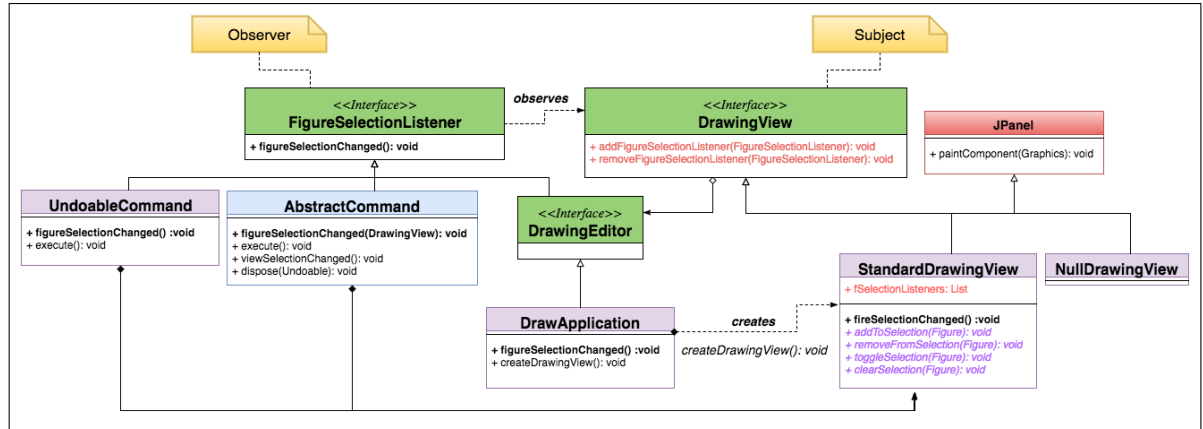 Observer
Subject
<<Interface>>
FigureSelectionListener
+ figureSelectionChanged(): void
observes
<<Interface>>
DrawingView
+ addFigureSelectionListener(FigureSelectionListener): void
+ removeFigureSelectionListener(FigureSelectionListener): void
JPanel
+ paintComponent(Graphics): void
UndoableCommand
+ figureSelectionChanged() :void
+ execute(): void
AbstractCommand
+ figureSelectionChanged(DrawingView): void
+ execute(): void
+ viewSelectionChanged(): void
+ dispose(Undoable): void
<<Interface>>
DrawingEditor
StandardDrawingView
+ fSelectionListeners: List
+ fireSelectionChanged() :void
+ addToSelection(Figure): void
+ removeFromSelection(Figure): void
+ toggleSelection(Figure): void
+ clearSelection(Figure): void
NullDrawingView
DrawApplication
+ figureSelectionChanged() :void
+ createDrawingView(): void
creates
createDrawingView(): void